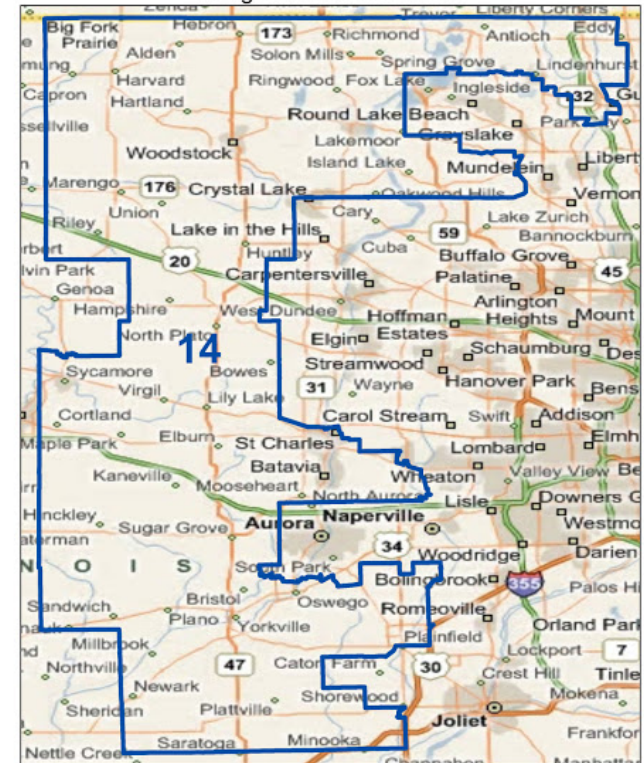 Trevor
Liberty Corners
Big Fork
Prairie
Hebron
173
Richmond
Antioch
Eddy
Alden
Solon Mills
Spring Grove
Lindenhurst
Harvard
Ringwood
Fox Lake
Ingleside
Capron
Hartland
Round Lake Beach
Grayslake
Lakemoor
Woodstock
Island Lake
Mundelein
Marengo
176
Crystal Lake
Oakwood Hills
Union
Cary
Lake Zurich
Riley
Lake in the Hills
59
Bannockburn
Huntley
Cuba
Buffalo Grove
20
45
Genoa
Carpentersville
Palatine
Arlington
Heights
Hampshire
West Dundee
Hoffman
Estates
Mount
North Plato
14
Elgin
Schaumburg
Sycamore
Bowes
Streamwood
Virgil
31
Wayne
Hanover Park
Lily Lake
Cortland
Carol Stream
Swift
Addison
Maple Park
Elburn
St Charles
Lombard
Batavia
Wheaton
Valley View
Kaneville
Mooseheart
North Aurora
Lisle
Downers
Hinckley
Sugar Grove
Aurora
Naperville
34
Woodridge
Darien
N O I S
South Park
Bolingbrook
355
Bristol
Sandwich
Oswego
Romeoville
Plano
Yorkville
Plainfield
Millbrook
Lockport
7
Northville
47
Caton Farm
30
Crest Hill
Newark
Shorewood
Mokena
Sheridan
Plattville
Joliet
Saratoga
Minooka
Nettle Creek